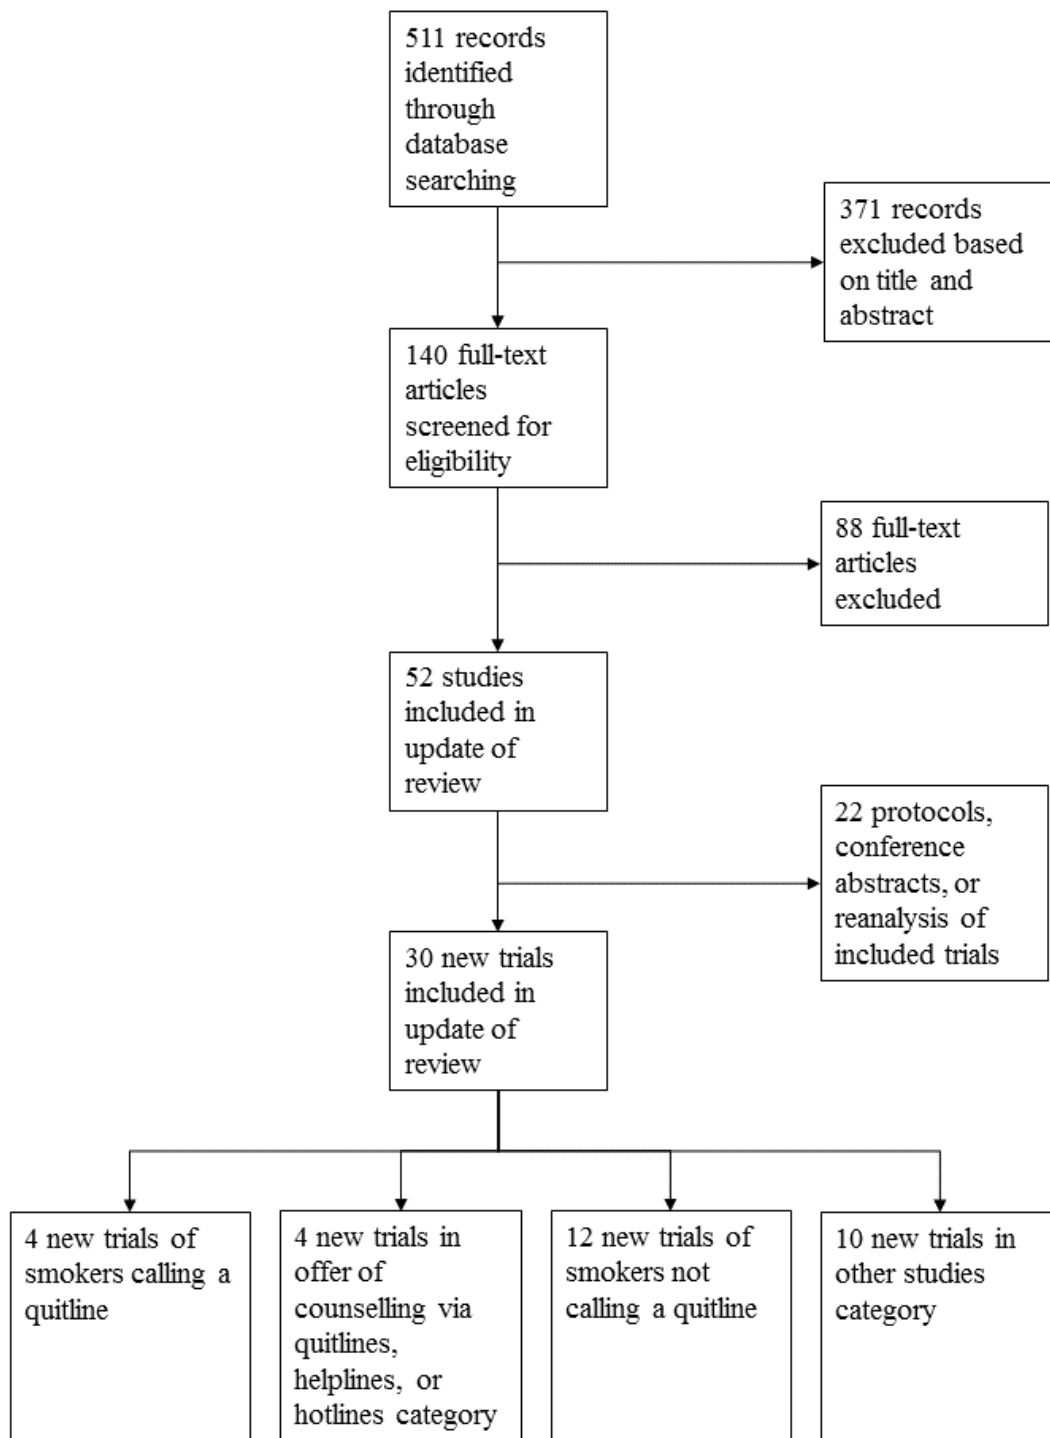 511 records
identified
through
database
searching
371 records
excluded based
on title and
abstract
140 full-text
articles
screened for
eligibility
88 full-text
articles
excluded
52 studies
included in
update of
review
22 protocols,
conference
abstracts, or
reanalysis of
included trials
30 new trials
included in
update of
review
4 new trials of
smokers calling a
quitline
4 new trials in
offer of
counselling via
quitlines,
helplines, or
hotlines category
12 new trials of
smokers not
calling a quitline
10 new trials in
other studies
category